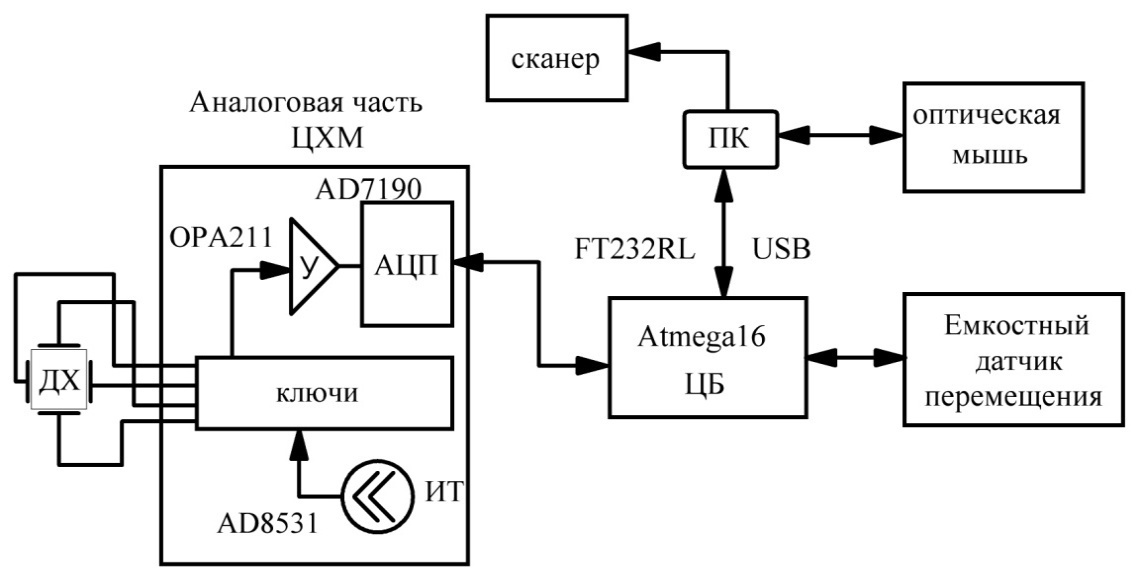 сканер
Аналоговая часть
ЦХМ
ПК
оптическая
мышь
AD7190
OPA211
У
АЦП
FT232RL
USB
Atmega16
ЦБ
Емкостный
датчик
перемещения
ДХ
ключи
ИТ
AD8531